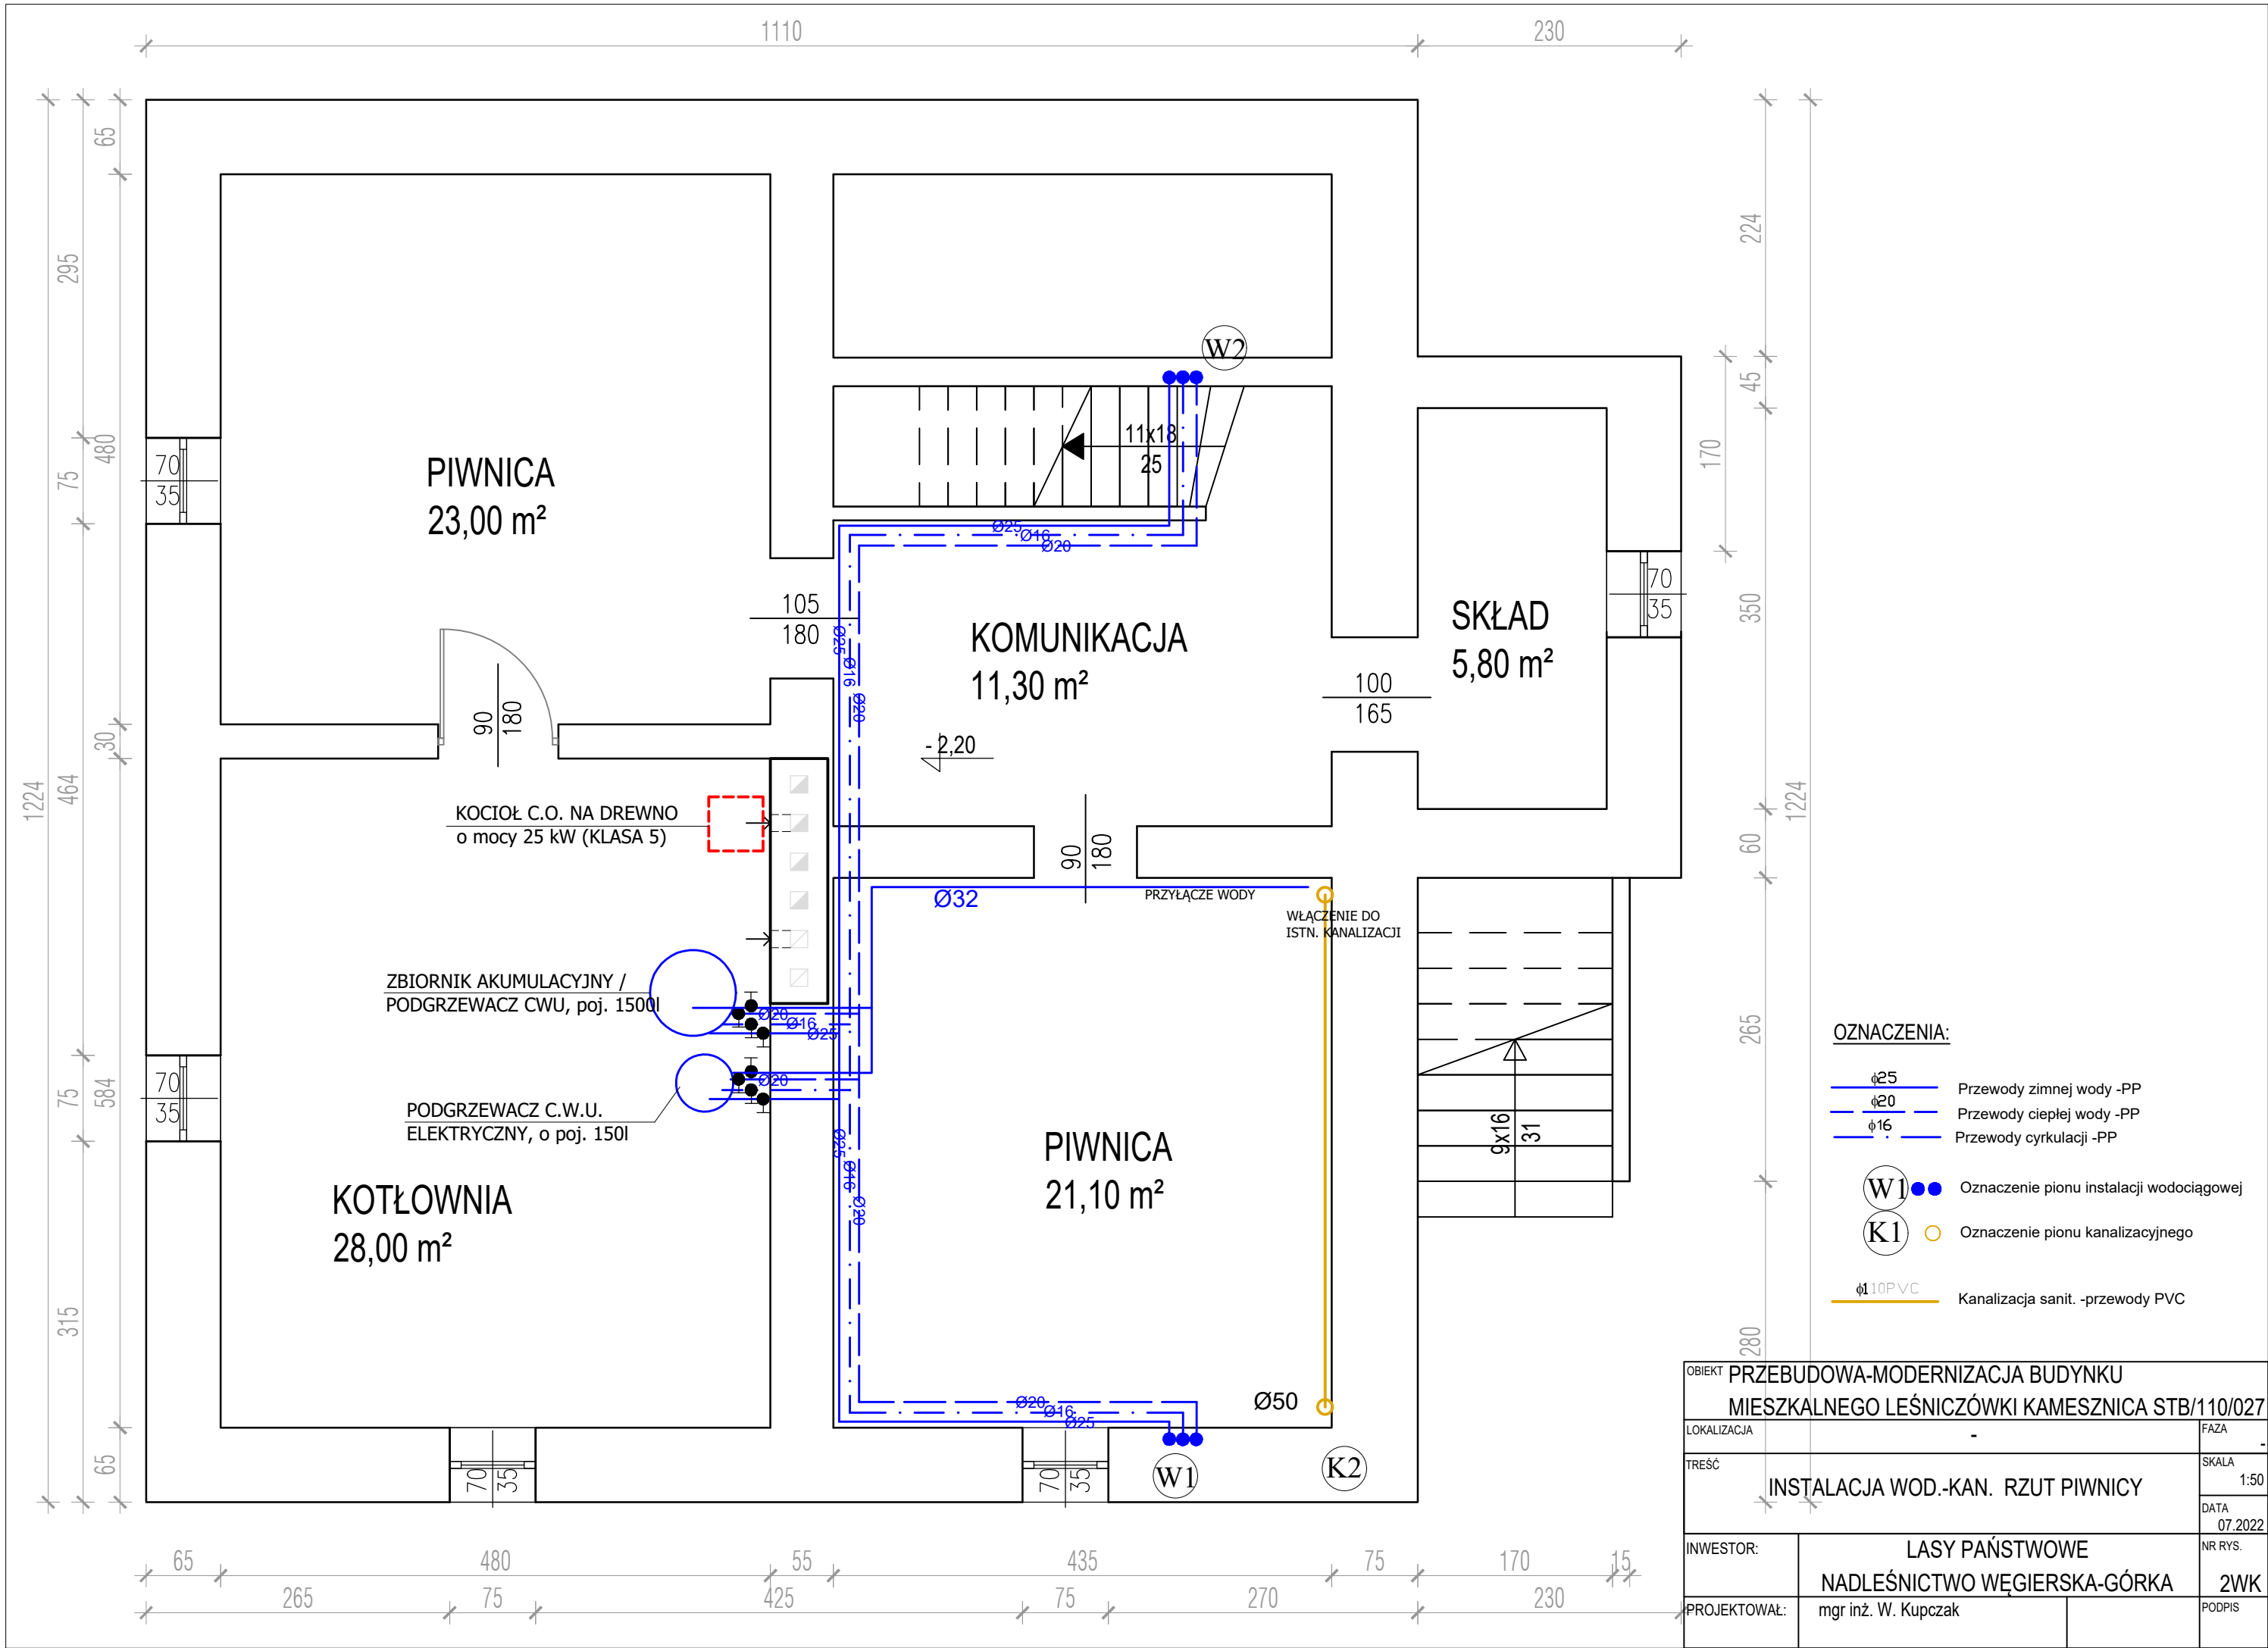 1110
230
65
295
480
75
30
464
1224
584
75
315
65
224
45
170
350
60
1224
265
280
W2
11x18
25
70
35
PIWNICA
23,00 m²
Ø25
Ø16
Ø20
105
180
Ø25
Ø16
Ø20
KOMUNIKACJA
11,30 m²
SKŁAD
5,80 m²
70
35
100
165
90
180
- 2,20
KOCIOŁ C.O. NA DREWNO
o mocy 25 kW (KLASA 5)
90
180
Ø32
PRZYŁĄCZE WODY
WŁĄCZENIE DO
ISTN. KANALIZACJI
ZBIORNIK AKUMULACYJNY /
PODGRZEWACZ CWU, poj. 1500l
Ø20
Ø16
Ø25
Ø20
70
35
PODGRZEWACZ C.W.U.
ELEKTRYCZNY, o poj. 150l
KOTŁOWNIA
28,00 m²
Ø25
Ø16
Ø20
PIWNICA
21,10 m²
9x16
31
Ø20
Ø16
Ø25
Ø50
70
35
70
35
W1
K2
OZNACZENIA:
ϕ25
Przewody zimnej wody -PP
ϕ20
Przewody ciepłej wody -PP
ϕ16
Przewody cyrkulacji -PP
W1
Oznaczenie pionu instalacji wodociągowej
K1
Oznaczenie pionu kanalizacyjnego
ϕ110PVC
Kanalizacja sanit. -przewody PVC
OBIEKT PRZEBUDOWA-MODERNIZACJA BUDYNKU
MIESZKALNEGO LEŚNICZÓWKI KAMESZNICA STB/110/027
LOKALIZACJA -
FAZA
-
TREŚĆ
INSTALACJA WOD.-KAN. RZUT PIWNICY
SKALA
1:50
DATA
07.2022
INWESTOR:
LASY PAŃSTWOWE
NADLEŚNICTWO WĘGIERSKA-GÓRKA
NR RYS.
2WK
PROJEKTOWAŁ:
mgr inż. W. Kupczak
PODPIS
65
480
55
435
75
170
15
265
75
425
75
270
230